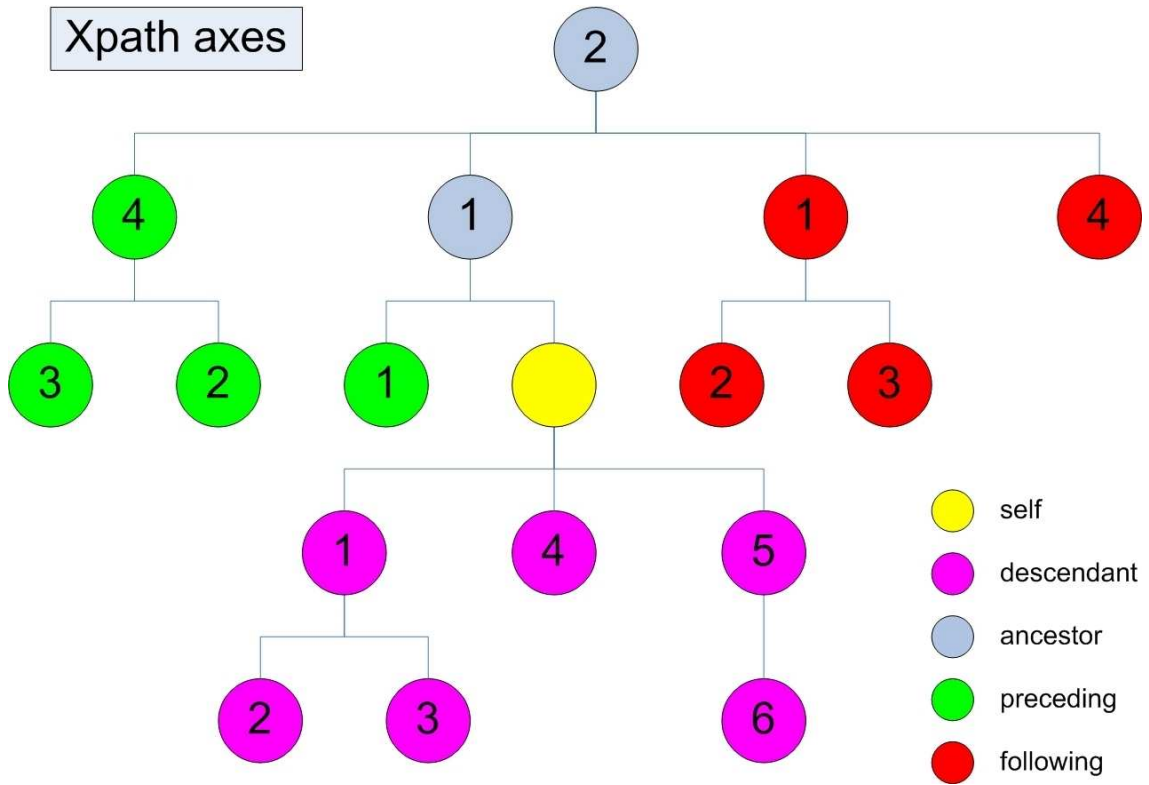 Xpath axes
2
4
1
1
4
3
2
1
2
3
1
4
5
2
3
6
self
descendant
ancestor
preceding
following